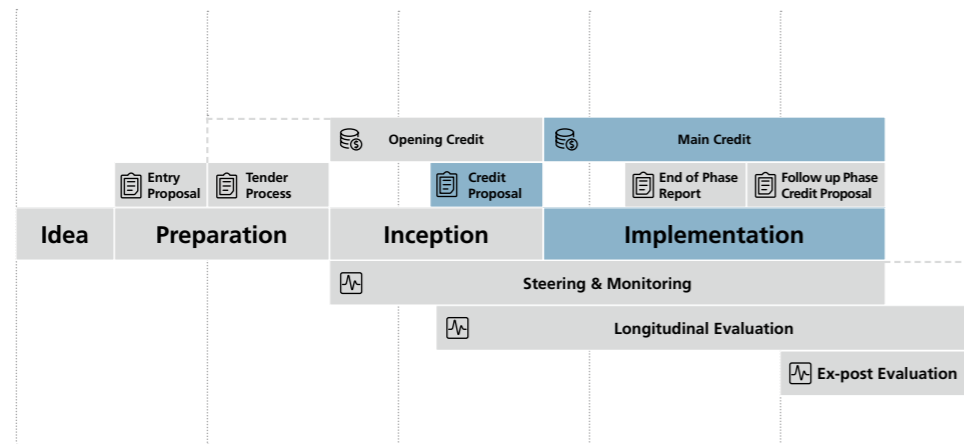 Opening Credit
Main Credit
Entry
Proposal
Tender
Process
Credit
Proposal
End of Phase
Report
Follow up Phase
Credit Proposal
Idea
Preparation
Inception
Implementation
Steering & Monitoring
Longitudinal Evaluation
Ex-post Evaluation